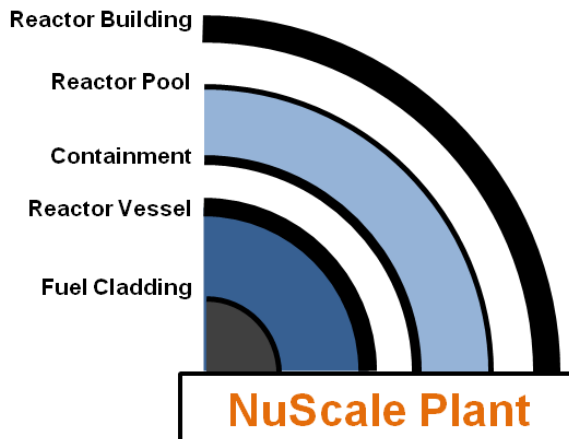 Reactor Building
Reactor Pool
Containment
Reactor Vessel
Fuel Cladding
NuScale Plant